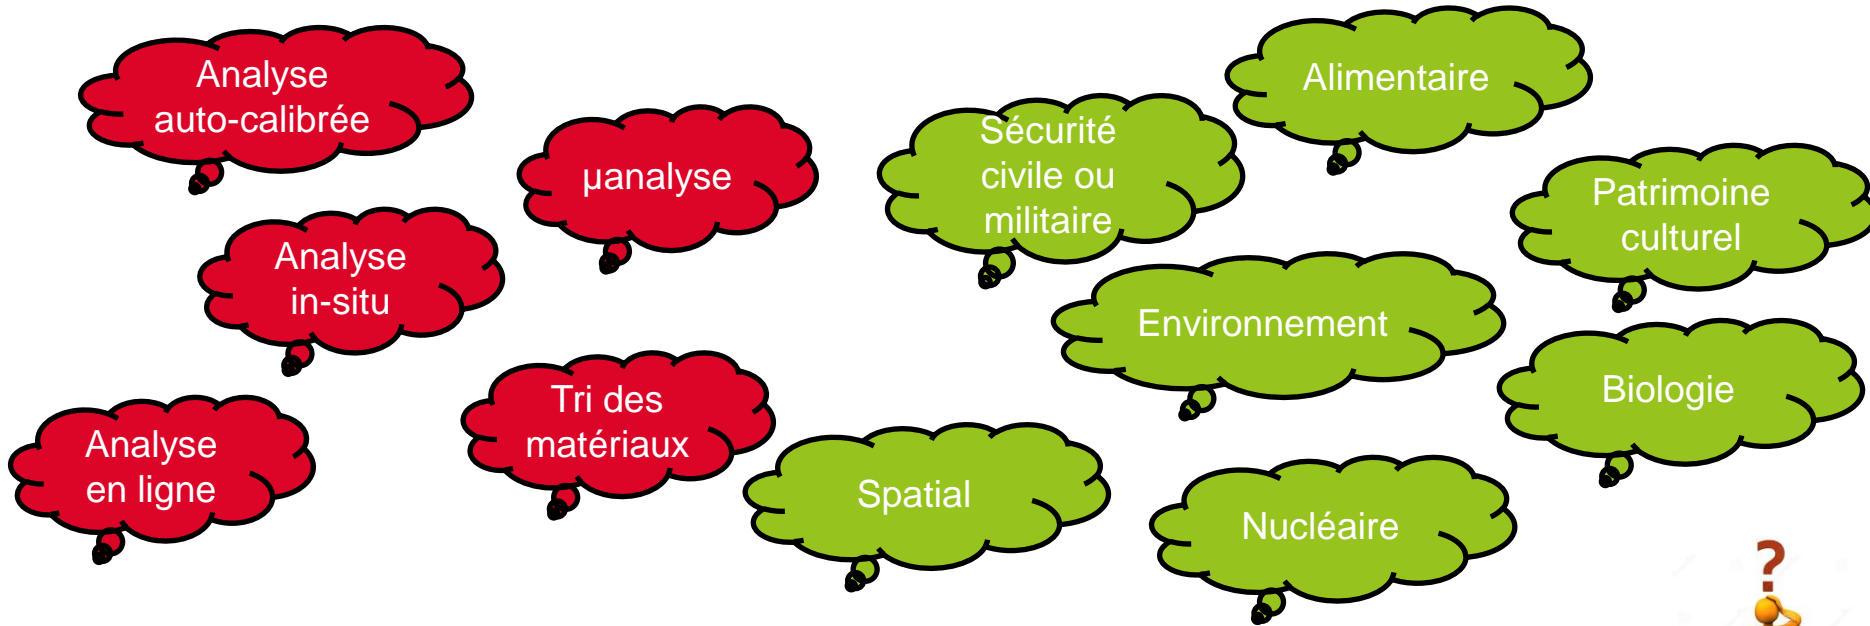 Analyse
auto-calibrée
µanalyse
Analyse
in-situ
Tri des
matériaux
Analyse
en ligne
Sécurité
civile ou
militaire
Alimentaire
Patrimoine
culturel
Environnement
Biologie
Spatial
Nucléaire
?